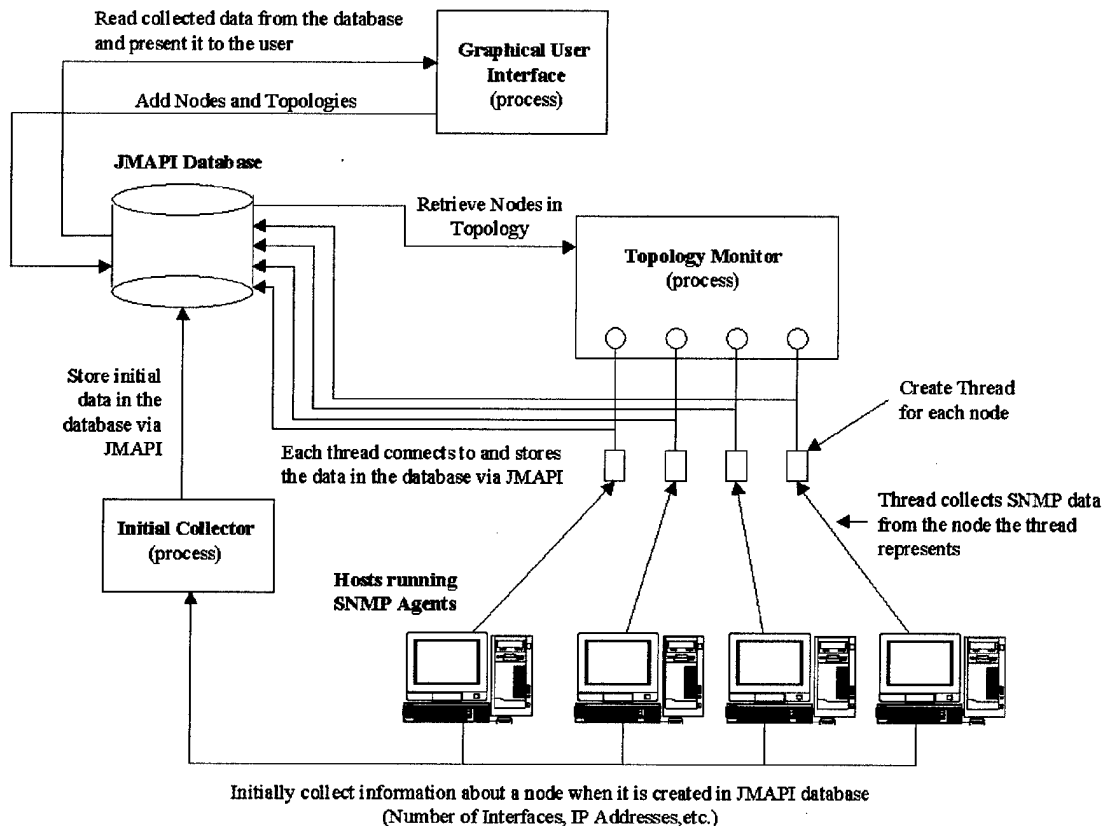 Read collected data from the database
and present it to the user
Graphical User
Interface
(process)
Add Nodes and Topologies
JMAPI Database
Retrieve Nodes in
Topology
Topology Monitor
(process)
Store initial
data in the
database via
JMAPI
Create Thread
for each node
Each thread connects to and stores
the data in the database via JMAPI
Thread collects SNMP data
from the node the thread
represents
Initial Collector
(process)
Hosts running
SNMP Agents
Initially collect information about a node when it is created in JMAPI database
(Number of Interfaces, IP Addresses,etc.)